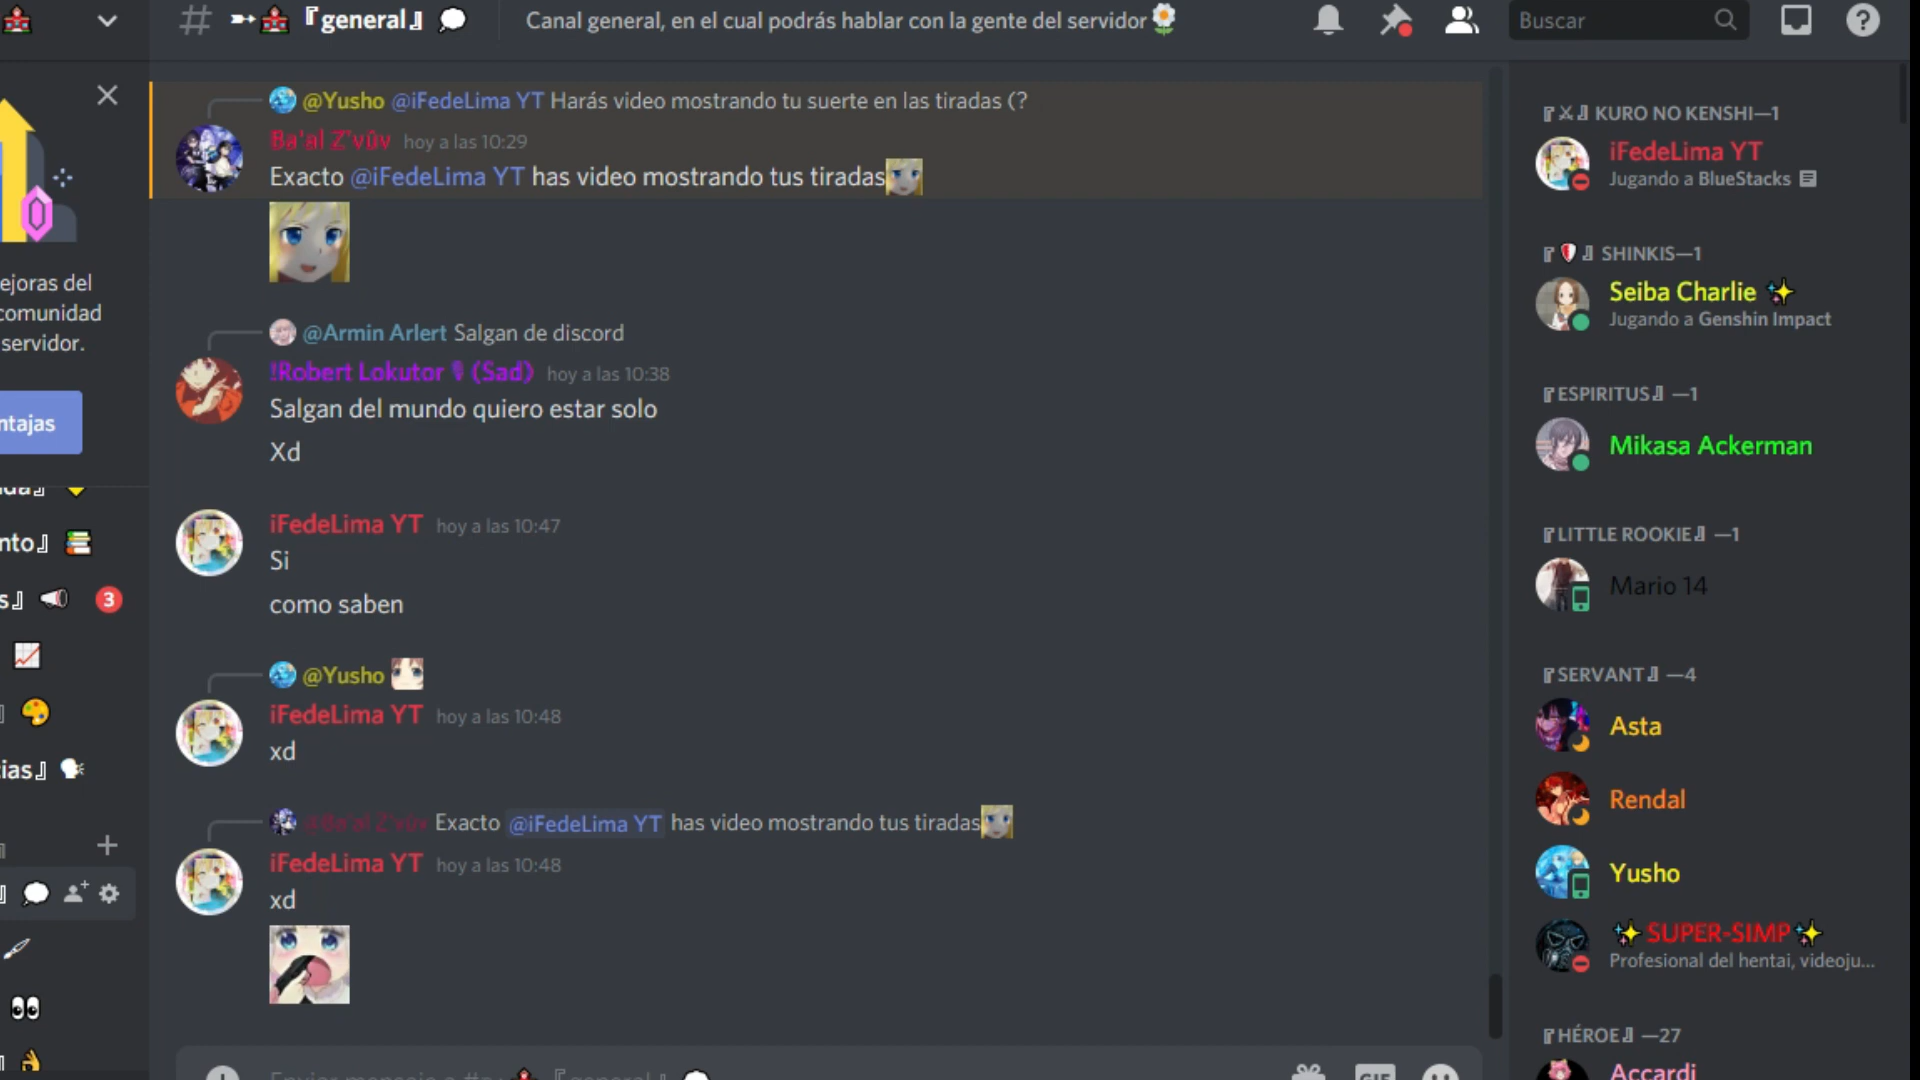 『general』
Canal general, en el cual podrás hablar con la gente del servidor
Buscar
ejoras del
comunidad
servidor.
ntajas
nto』
s』
3
ias』
@Yusho @iFedeLima YT Harás video mostrando tu suerte en las tiradas (?
Ba'al Z'vûv hoy a las 10:29
Exacto @iFedeLima YT has video mostrando tus tiradas
@Armin Arlert Salgan de discord
!Robert Lokutor (Sad) hoy a las 10:38
Salgan del mundo quiero estar solo
Xd
iFedeLima YT hoy a las 10:47
Si
como saben
@Yusho
iFedeLima YT hoy a las 10:48
xd
@Ba'al Z'vûv Exacto @iFedeLima YT has video mostrando tus tiradas
iFedeLima YT hoy a las 10:48
xd
Enviar mensaje a 『general』
GIF
『⚔』 KURO NO KENSHI—1
iFedeLima YT
Jugando a BlueStacks
『🛡』 SHINKIS—1
Seiba Charlie ✨
Jugando a Genshin Impact
『ESPIRITUS』—1
Mikasa Ackerman
『LITTLE ROOKIE』—1
Mario 14
『SERVANT』—4
Asta
Rendal
Yusho
✨SUPER-SIMP✨
Profesional del hentai, videoju...
『HÉROE』—27
Accardi